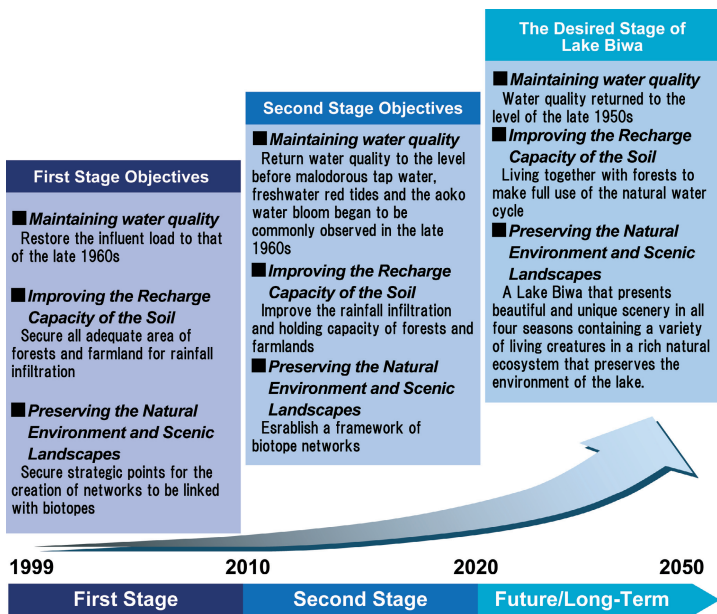 First Stage Objectives
■Maintaining water quality
Restore the influent load to that
of the late 1960s
■Improving the Recharge
Capacity of the Soil
Secure all adequate area of
forests and farmland for rainfall
infiltration
■Preserving the Natural
Environment and Scenic
Landscapes
Secure strategic points for the
creation of networks to be linked
with biotopes
Second Stage Objectives
■Maintaining water quality
Return water quality to the level
before malodorous tap water,
freshwater red tides and the aoko
water bloom began to be
commonly observed in the late
1960s
■Improving the Recharge
Capacity of the Soil
Improve the rainfall infiltration
and holding capacity of forests and
farmlands
■Preserving the Natural
Environment and Scenic
Landscapes
Establish a framework of
biotope networks
The Desired Stage of
Lake Biwa
■Maintaining water quality
Water quality returned to the
level of the late 1950s
■Improving the Recharge
Capacity of the Soil
Living together with forests to
make full use of the natural water
cycle
■Preserving the Natural
Environment and Scenic
Landscapes
A Lake Biwa that presents
beautiful and unique scenery in all
four seasons containing a variety
of living creatures in a rich natural
ecosystem that preserves the
environment of the lake.
1999 2010 2020 2050
First Stage Second Stage Future/Long-Term